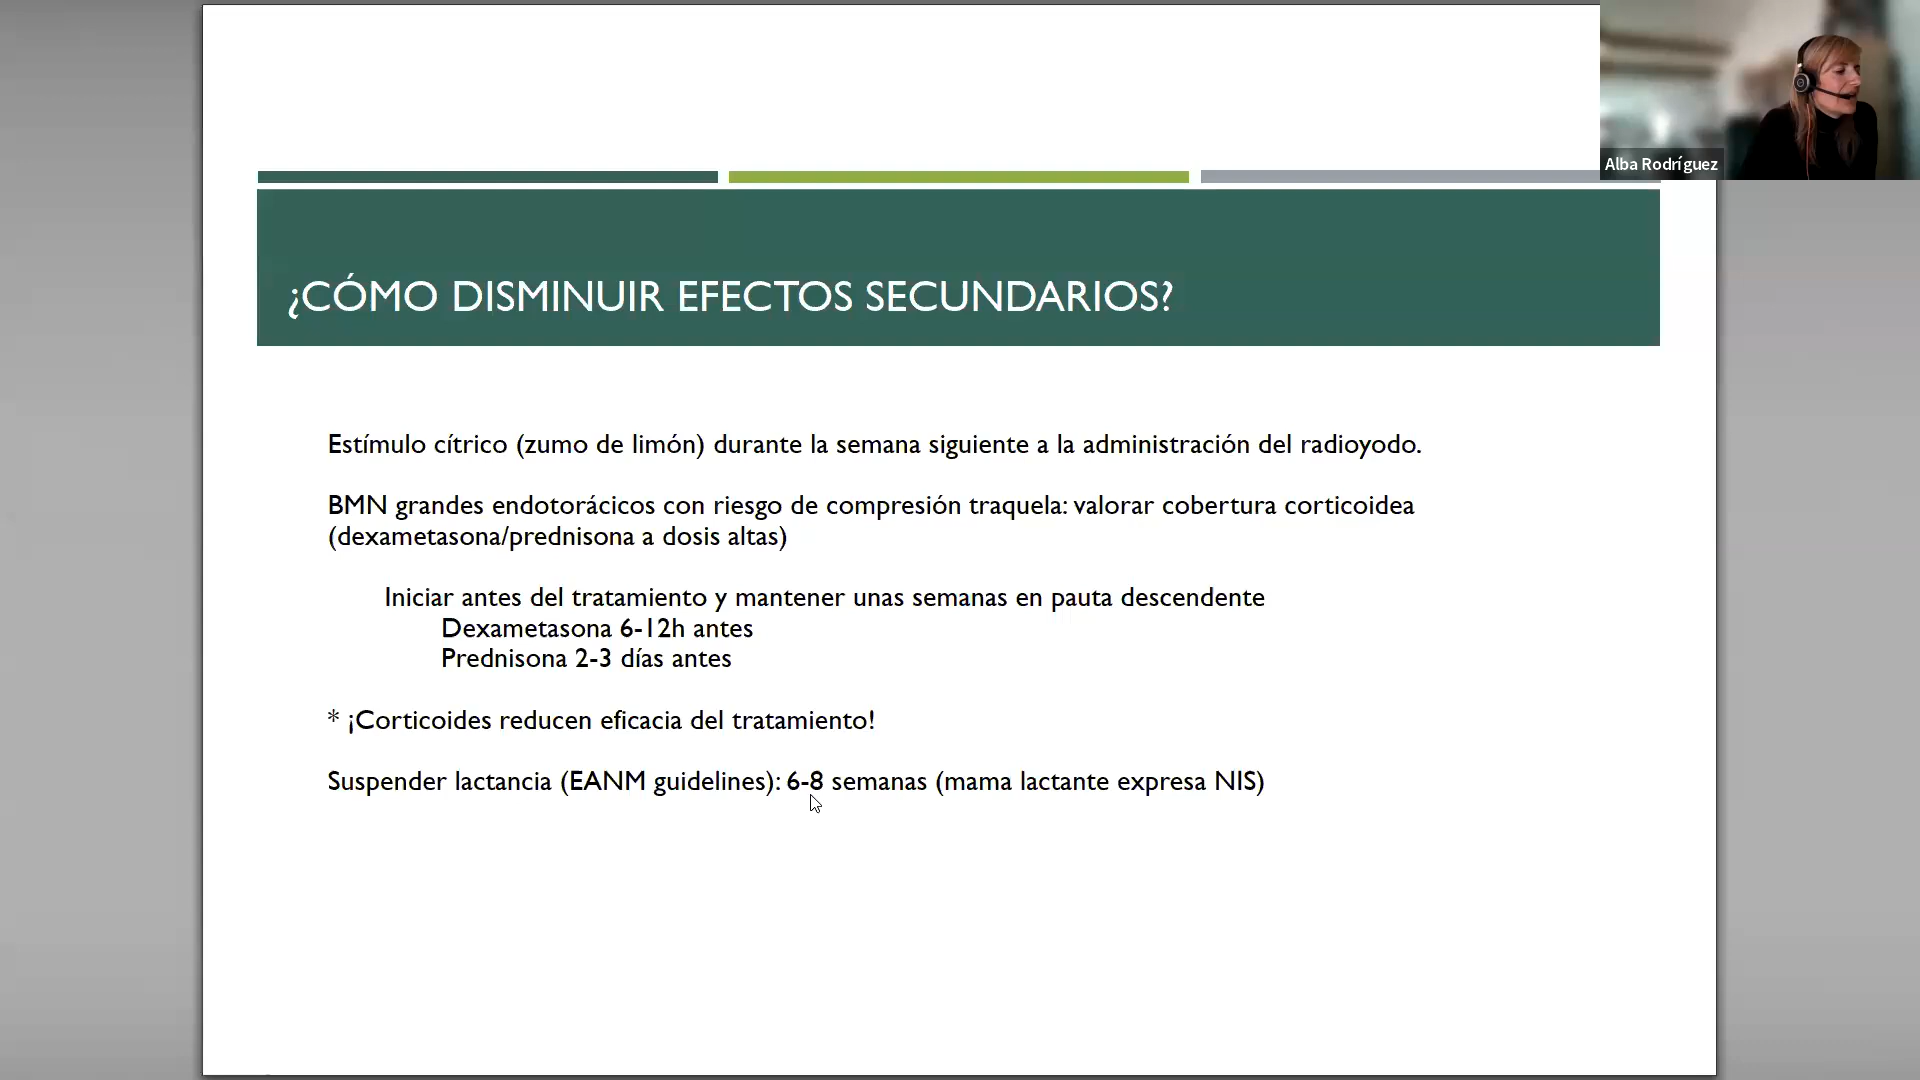 Alba Rodríguez
¿CÓMO DISMINUIR EFECTOS SECUNDARIOS?
Estímulo cítrico (zumo de limón) durante la semana siguiente a la administración del radioyodo.
BMN grandes endotorácicos con riesgo de compresión traquela: valorar cobertura corticoidea
(dexametasona/prednisona a dosis altas)
Iniciar antes del tratamiento y mantener unas semanas en pauta descendente
Dexametasona 6-12h antes
Prednisona 2-3 días antes
* ¡Corticoides reducen eficacia del tratamiento!
Suspender lactancia (EANM guidelines): 6-8 semanas (mama lactante expresa NIS)